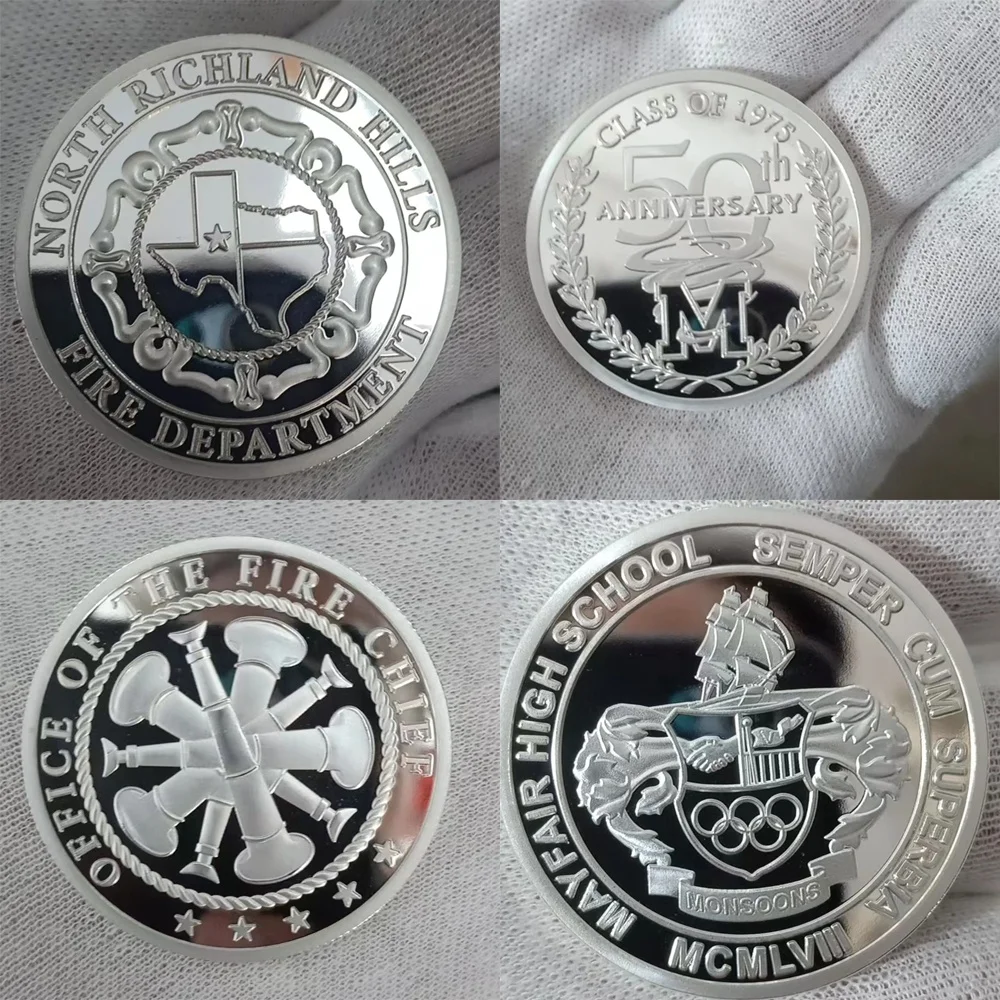 NORTH RICHLAND HILLS
FIRE DEPARTMENT
CLASS OF 1975
50th
ANNIVERSARY
M
OFFICE OF THE FIRE CHIEF
MAYFAIR HIGH SCHOOL SEMPER CUM SUPERBIA
MONSOONS
MCMLVIII